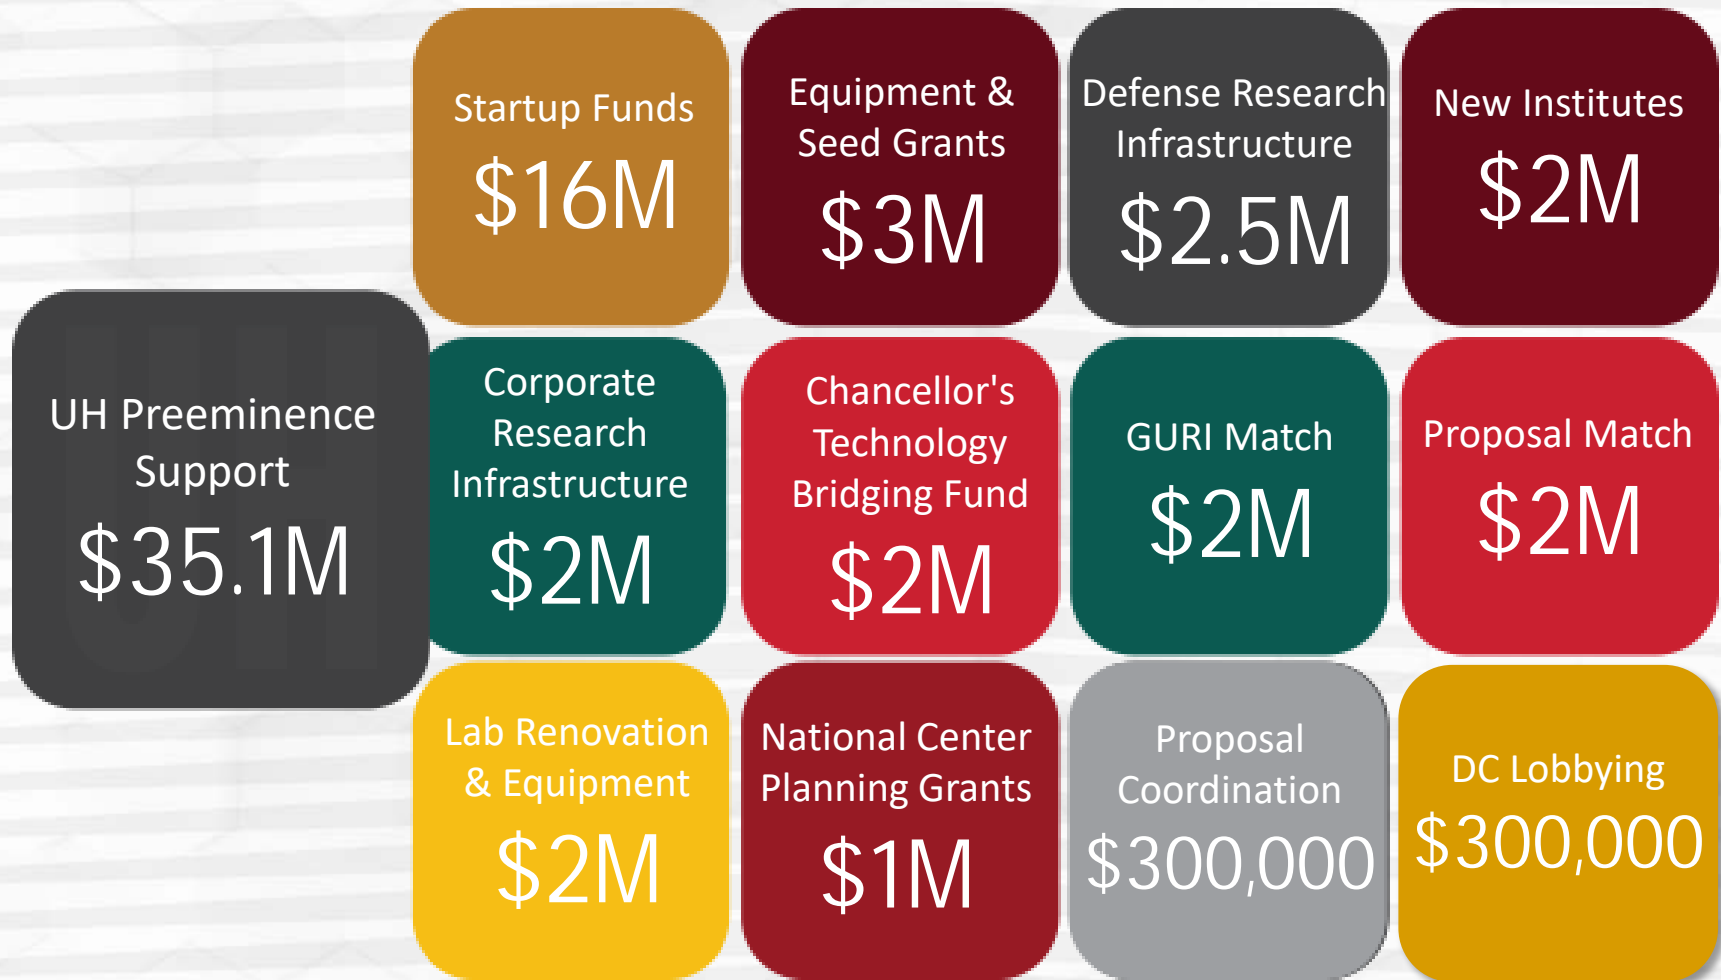 UH Preeminence
Support
$35.1M
Startup Funds
$16M
Equipment &
Seed Grants
$3M
Defense Research
Infrastructure
$2.5M
New Institutes
$2M
Corporate
Research
Infrastructure
$2M
Chancellor's
Technology
Bridging Fund
$2M
GURI Match
$2M
Proposal Match
$2M
Lab Renovation
& Equipment
$2M
National Center
Planning Grants
$1M
Proposal
Coordination
$300,000
DC Lobbying
$300,000